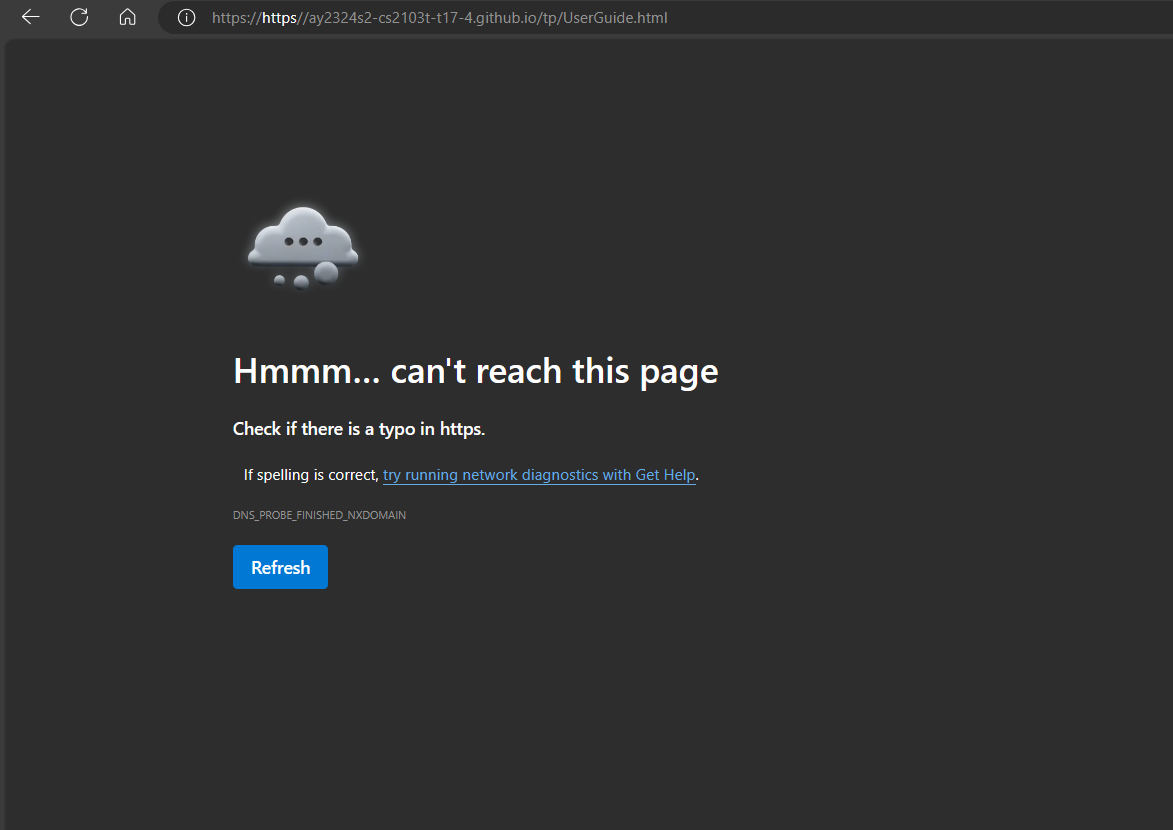 https://https//ay2324s2-cs2103t-t17-4.github.io/tp/UserGuide.html
Hmmm... can't reach this page
Check if there is a typo in https.
If spelling is correct, try running network diagnostics with Get Help.
DNS_PROBE_FINISHED_NXDOMAIN
Refresh